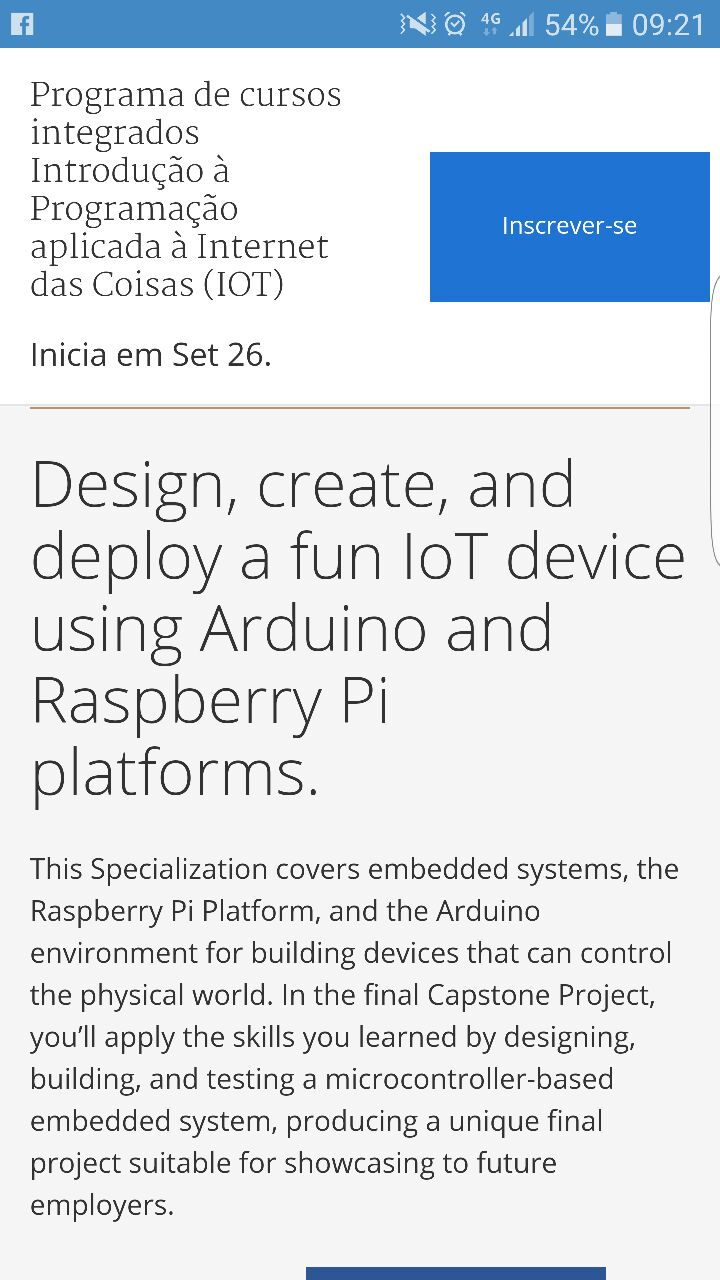 4G 54% 09:21
Programa de cursos
integrados
Introdução à
Programação
aplicada à Internet
das Coisas (IOT)
Inscrever-se
Inicia em Set 26.
Design, create, and
deploy a fun IoT device
using Arduino and
Raspberry Pi
platforms.
This Specialization covers embedded systems, the
Raspberry Pi Platform, and the Arduino
environment for building devices that can control
the physical world. In the final Capstone Project,
you’ll apply the skills you learned by designing,
building, and testing a microcontroller-based
embedded system, producing a unique final
project suitable for showcasing to future
employers.